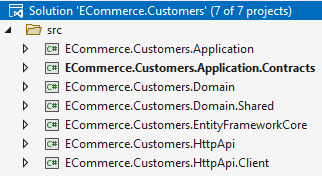 Solution 'ECommerce.Customers' (7 of 7 projects)
src
C# ECommerce.Customers.Application
C# ECommerce.Customers.Application.Contracts
C# ECommerce.Customers.Domain
C# ECommerce.Customers.Domain.Shared
C# ECommerce.Customers.EntityFrameworkCore
C# ECommerce.Customers.HttpApi
C# ECommerce.Customers.HttpApi.Client